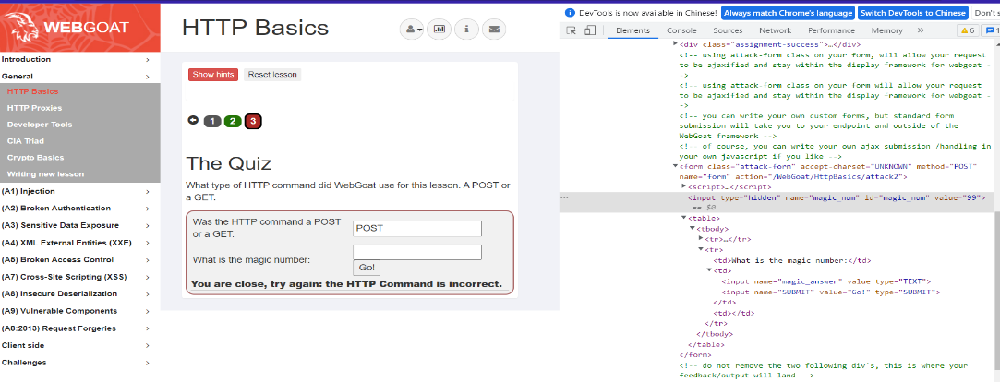 WEBGOAT
Introduction
General
HTTP Basics
HTTP Proxies
Developer Tools
CIA Triad
Crypto Basics
Writing new lesson
(A1) Injection
(A2) Broken Authentication
(A3) Sensitive Data Exposure
(A4) XML External Entities (XXE)
(A5) Broken Access Control
(A7) Cross-Site Scripting (XSS)
(A8) Insecure Deserialization
(A9) Vulnerable Components
(A8:2013) Request Forgeries
Client side
Challenges
HTTP Basics
Show hints Reset lesson
1 2 3
The Quiz
What type of HTTP command did WebGoat use for this lesson. A POST or
a GET.
Was the HTTP command a POST
or a GET:
POST
What is the magic number:
Go!
You are close, try again: the HTTP Command is incorrect.
DevTools is now available in Chinese! Always match Chrome's language Switch DevTools to Chinese Don't s
Elements Console Sources Network Performance Memory » 6 1
<div class="assignment-success">…</div>
<!-- using attack-form class on your form, will allow your request
to be ajaxified and stay within the display framework for webgoat -
->
<!-- using attack-form class on your form will allow your request
to be ajaxified and stay within the display framework for webgoat -
->
<!-- you can write your own custom forms, but standard form
submission will take you to your endpoint and outside of the
WebGoat framework -->
<!-- of course, you can write your own ajax submission /handling in
your own javascript if you like -->
<form class="attack-form" accept-charset="UNKNOWN" method="POST"
name="form" action="/WebGoat/HttpBasics/attack2">
<script>…</script>
<input type="hidden" name="magic_num" id="magic_num" value="99">
== $0
<table>
<tbody>
<tr>…</tr>
<tr>
<td>What is the magic number:</td>
<td>
<input name="magic_answer" value type="TEXT">
<input name="SUBMIT" value="Go!" type="SUBMIT">
</td>
<td></td>
</tr>
</tbody>
</table>
</form>
<!-- do not remove the two following div's, this is where your
feedback/output will land -->